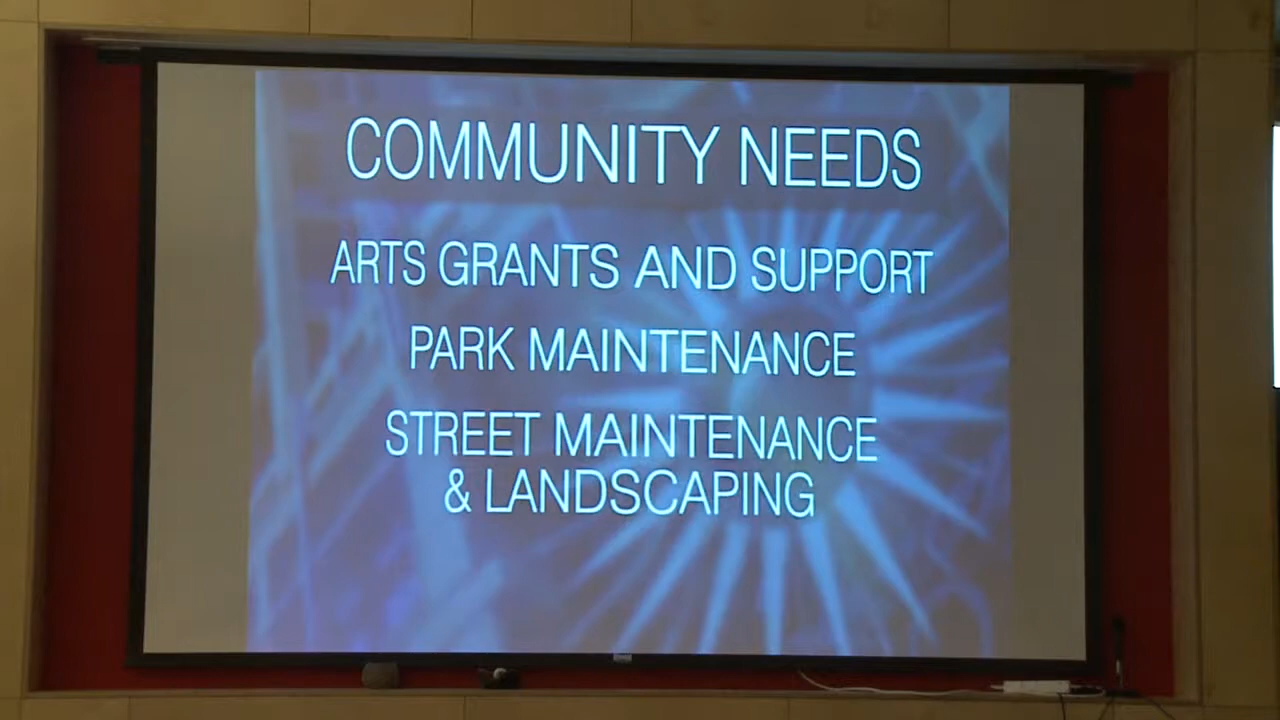 COMMUNITY NEEDS
ARTS GRANTS AND SUPPORT
PARK MAINTENANCE
STREET MAINTENANCE
& LANDSCAPING